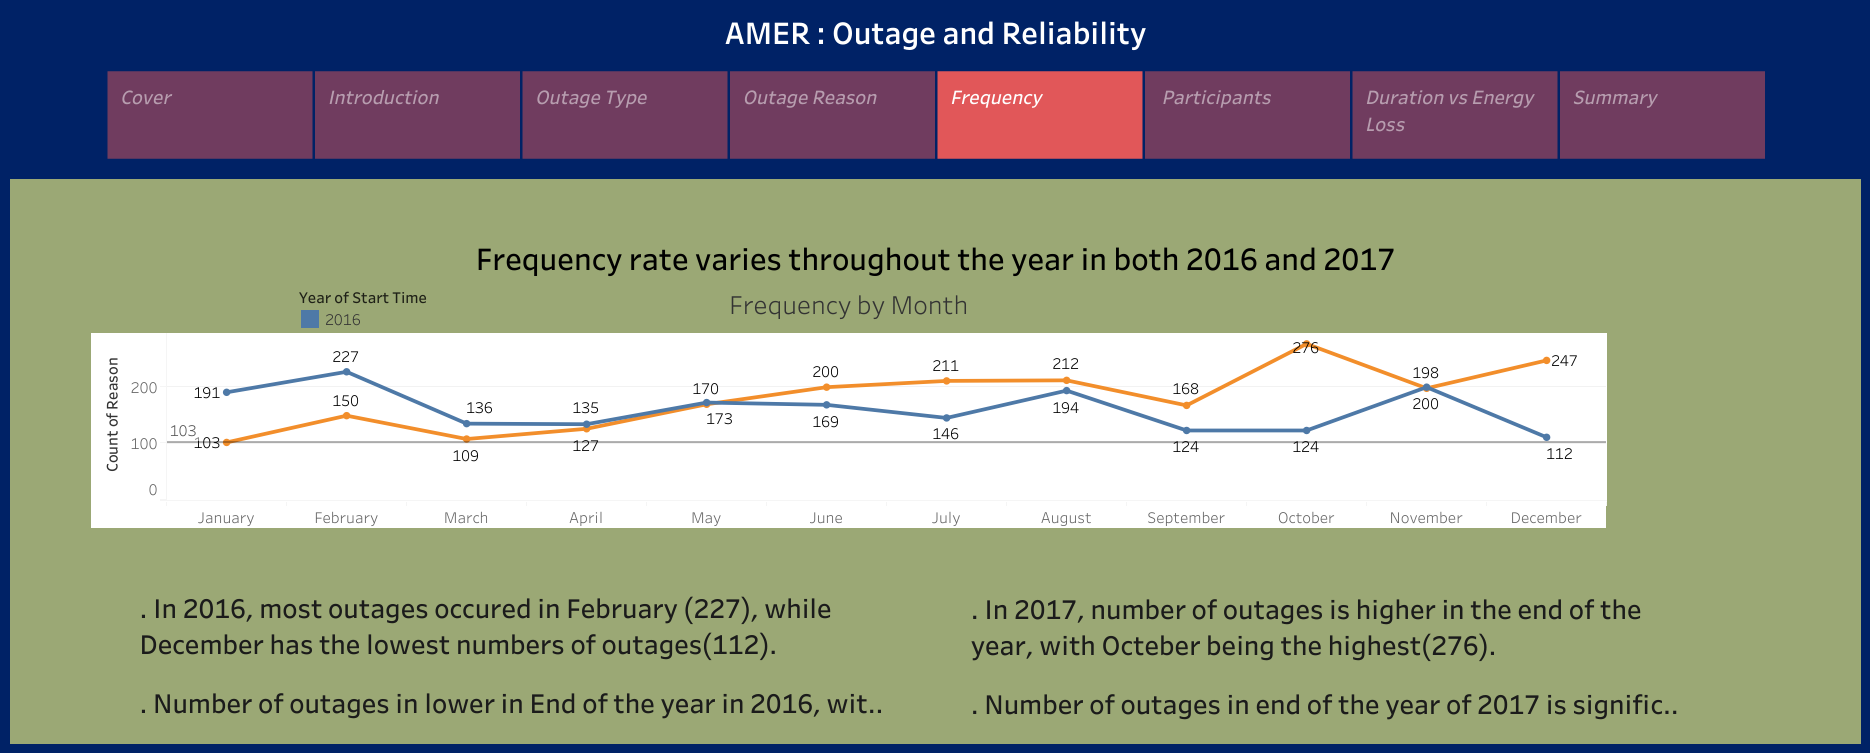 AMER : Outage and Reliability
Cover
Introduction
Outage Type
Outage Reason
Frequency
Participants
Duration vs Energy
Loss
Summary
Frequency rate varies throughout the year in both 2016 and 2017
Year of Start Time
2016
Frequency by Month
Count of Reason
200
100
0
103
191
227
136
135
170
169
146
194
124
124
200
112
103
150
109
127
173
200
211
212
168
276
198
247
January
February
March
April
May
June
July
August
September
October
November
December
. In 2016, most outages occured in February (227), while
December has the lowest numbers of outages(112).
. Number of outages in lower in End of the year in 2016, wit..
. In 2017, number of outages is higher in the end of the
year, with Octeber being the highest(276).
. Number of outages in end of the year of 2017 is signific..